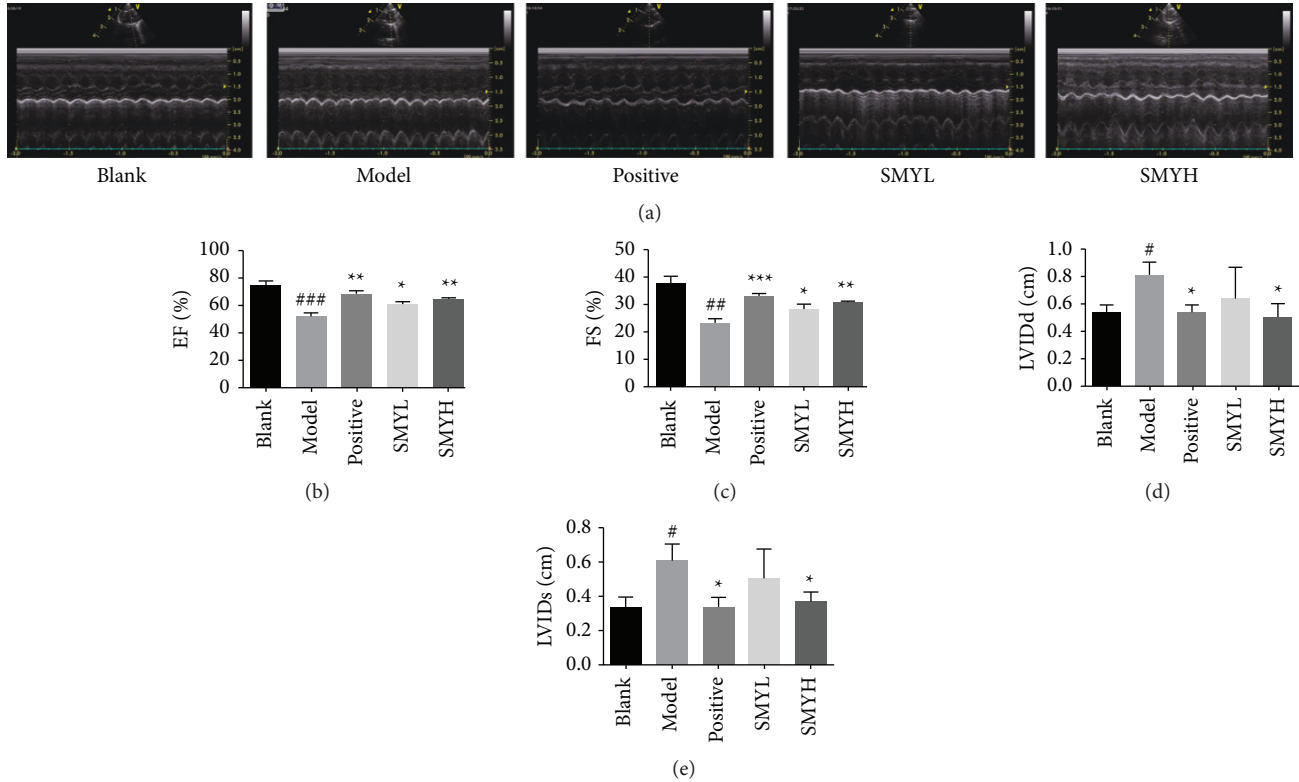 Blank
Model
Positive
SMYL
SMYH
(a)
100
80
60
40
20
0
EF (%)
###
**
*
**
Blank
Model
Positive
SMYL
SMYH
(b)
50
40
30
20
10
0
FS (%)
##
***
*
**
Blank
Model
Positive
SMYL
SMYH
(c)
1.0
0.8
0.6
0.4
0.2
0.0
LVIDd (cm)
#
*
*
Blank
Model
Positive
SMYL
SMYH
(d)
0.8
0.6
0.4
0.2
0.0
LVIDs (cm)
#
*
*
Blank
Model
Positive
SMYL
SMYH
(e)